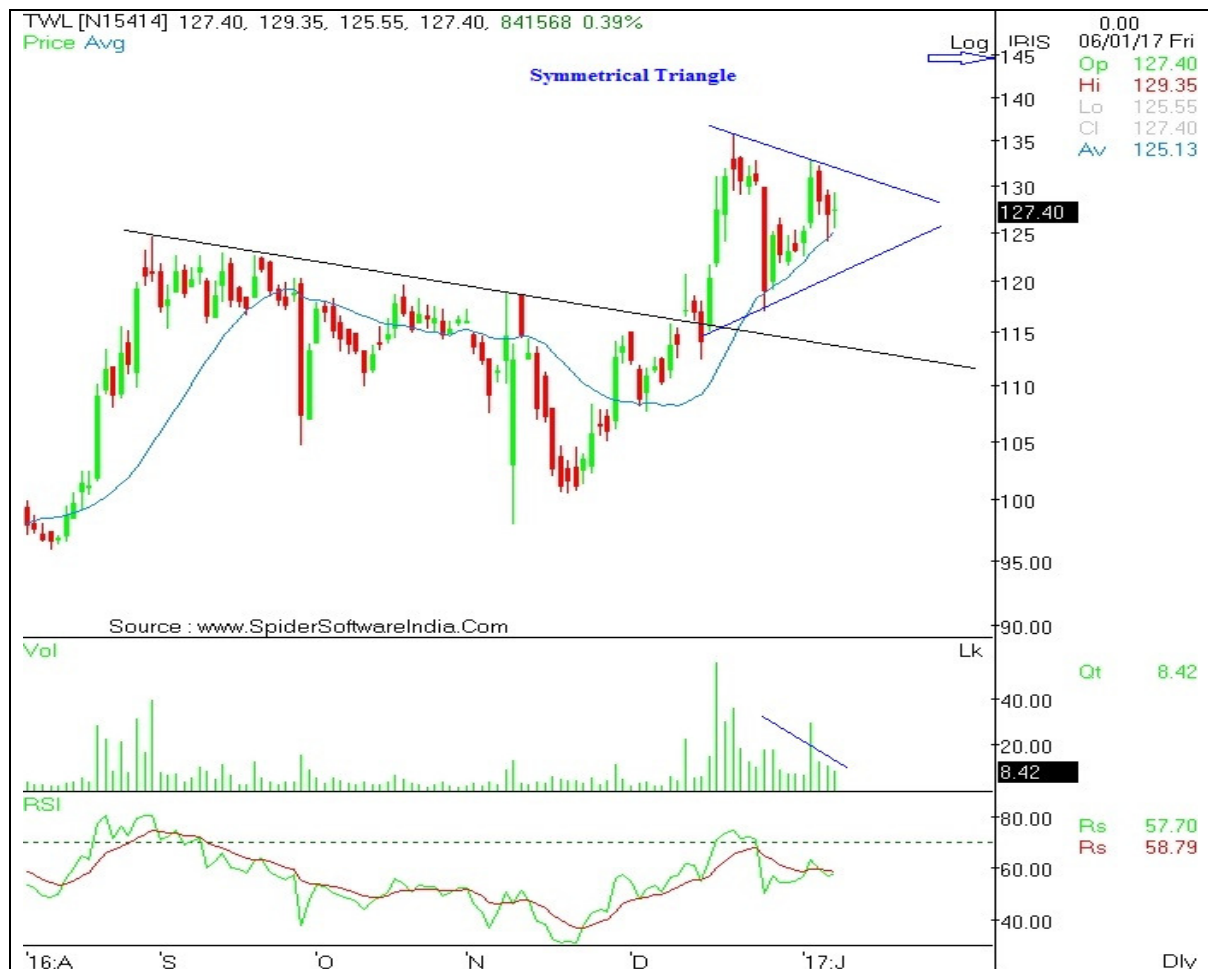 TWL [N15414] 127.40, 129.35, 125.55, 127.40, 841568 0.39%
Price Avg
Log
IRIS
0.00
06/01/17 Fri
Op 127.40
Hi 129.35
Lo 125.55
Cl 127.40
Av 125.13
Symmetrical Triangle
145
140
135
130
127.40
125
120
115
110
105
100
95.00
90.00
Source : www.SpiderSoftwareIndia.Com
Vol
Lk
Qt 8.42
40.00
20.00
8.42
RSI
80.00
60.00
40.00
Rs 57.70
Rs 58.79
'16:A 'S 'O 'N 'D '17:J
Dly